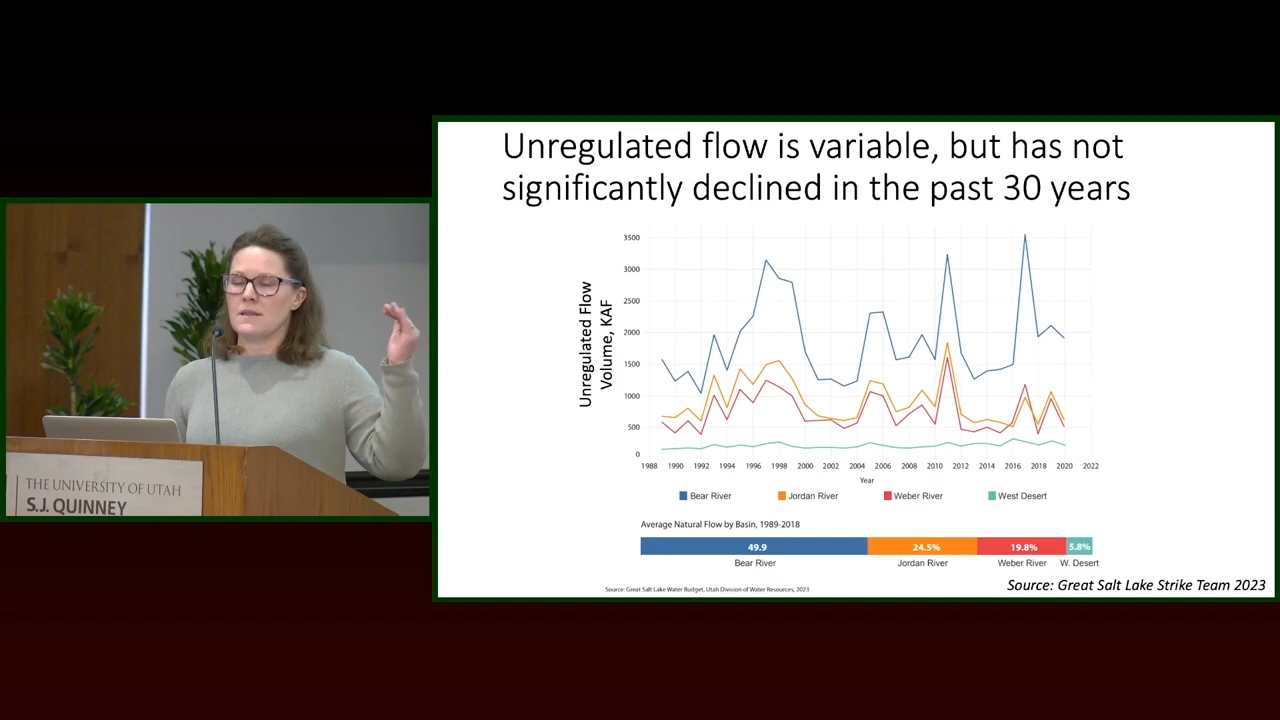 Unregulated flow is variable, but has not
significantly declined in the past 30 years
Unregulated Flow
Volume, KAF
3500
3000
2500
2000
1500
1000
500
0
1988 1990 1992 1994 1996 1998 2000 2002 2004 2006 2008 2010 2012 2014 2016 2018 2020 2022
Year
Bear River Jordan River Weber River West Desert
Average Natural Flow by Basin, 1989-2018
49.9 24.5% 19.8% 5.8%
Bear River Jordan River Weber River W. Desert
Source: Great Salt Lake Water Budget, Utah Division of Water Resources, 2023
Source: Great Salt Lake Strike Team 2023
THE UNIVERSITY OF UTAH
S.J. QUINNEY